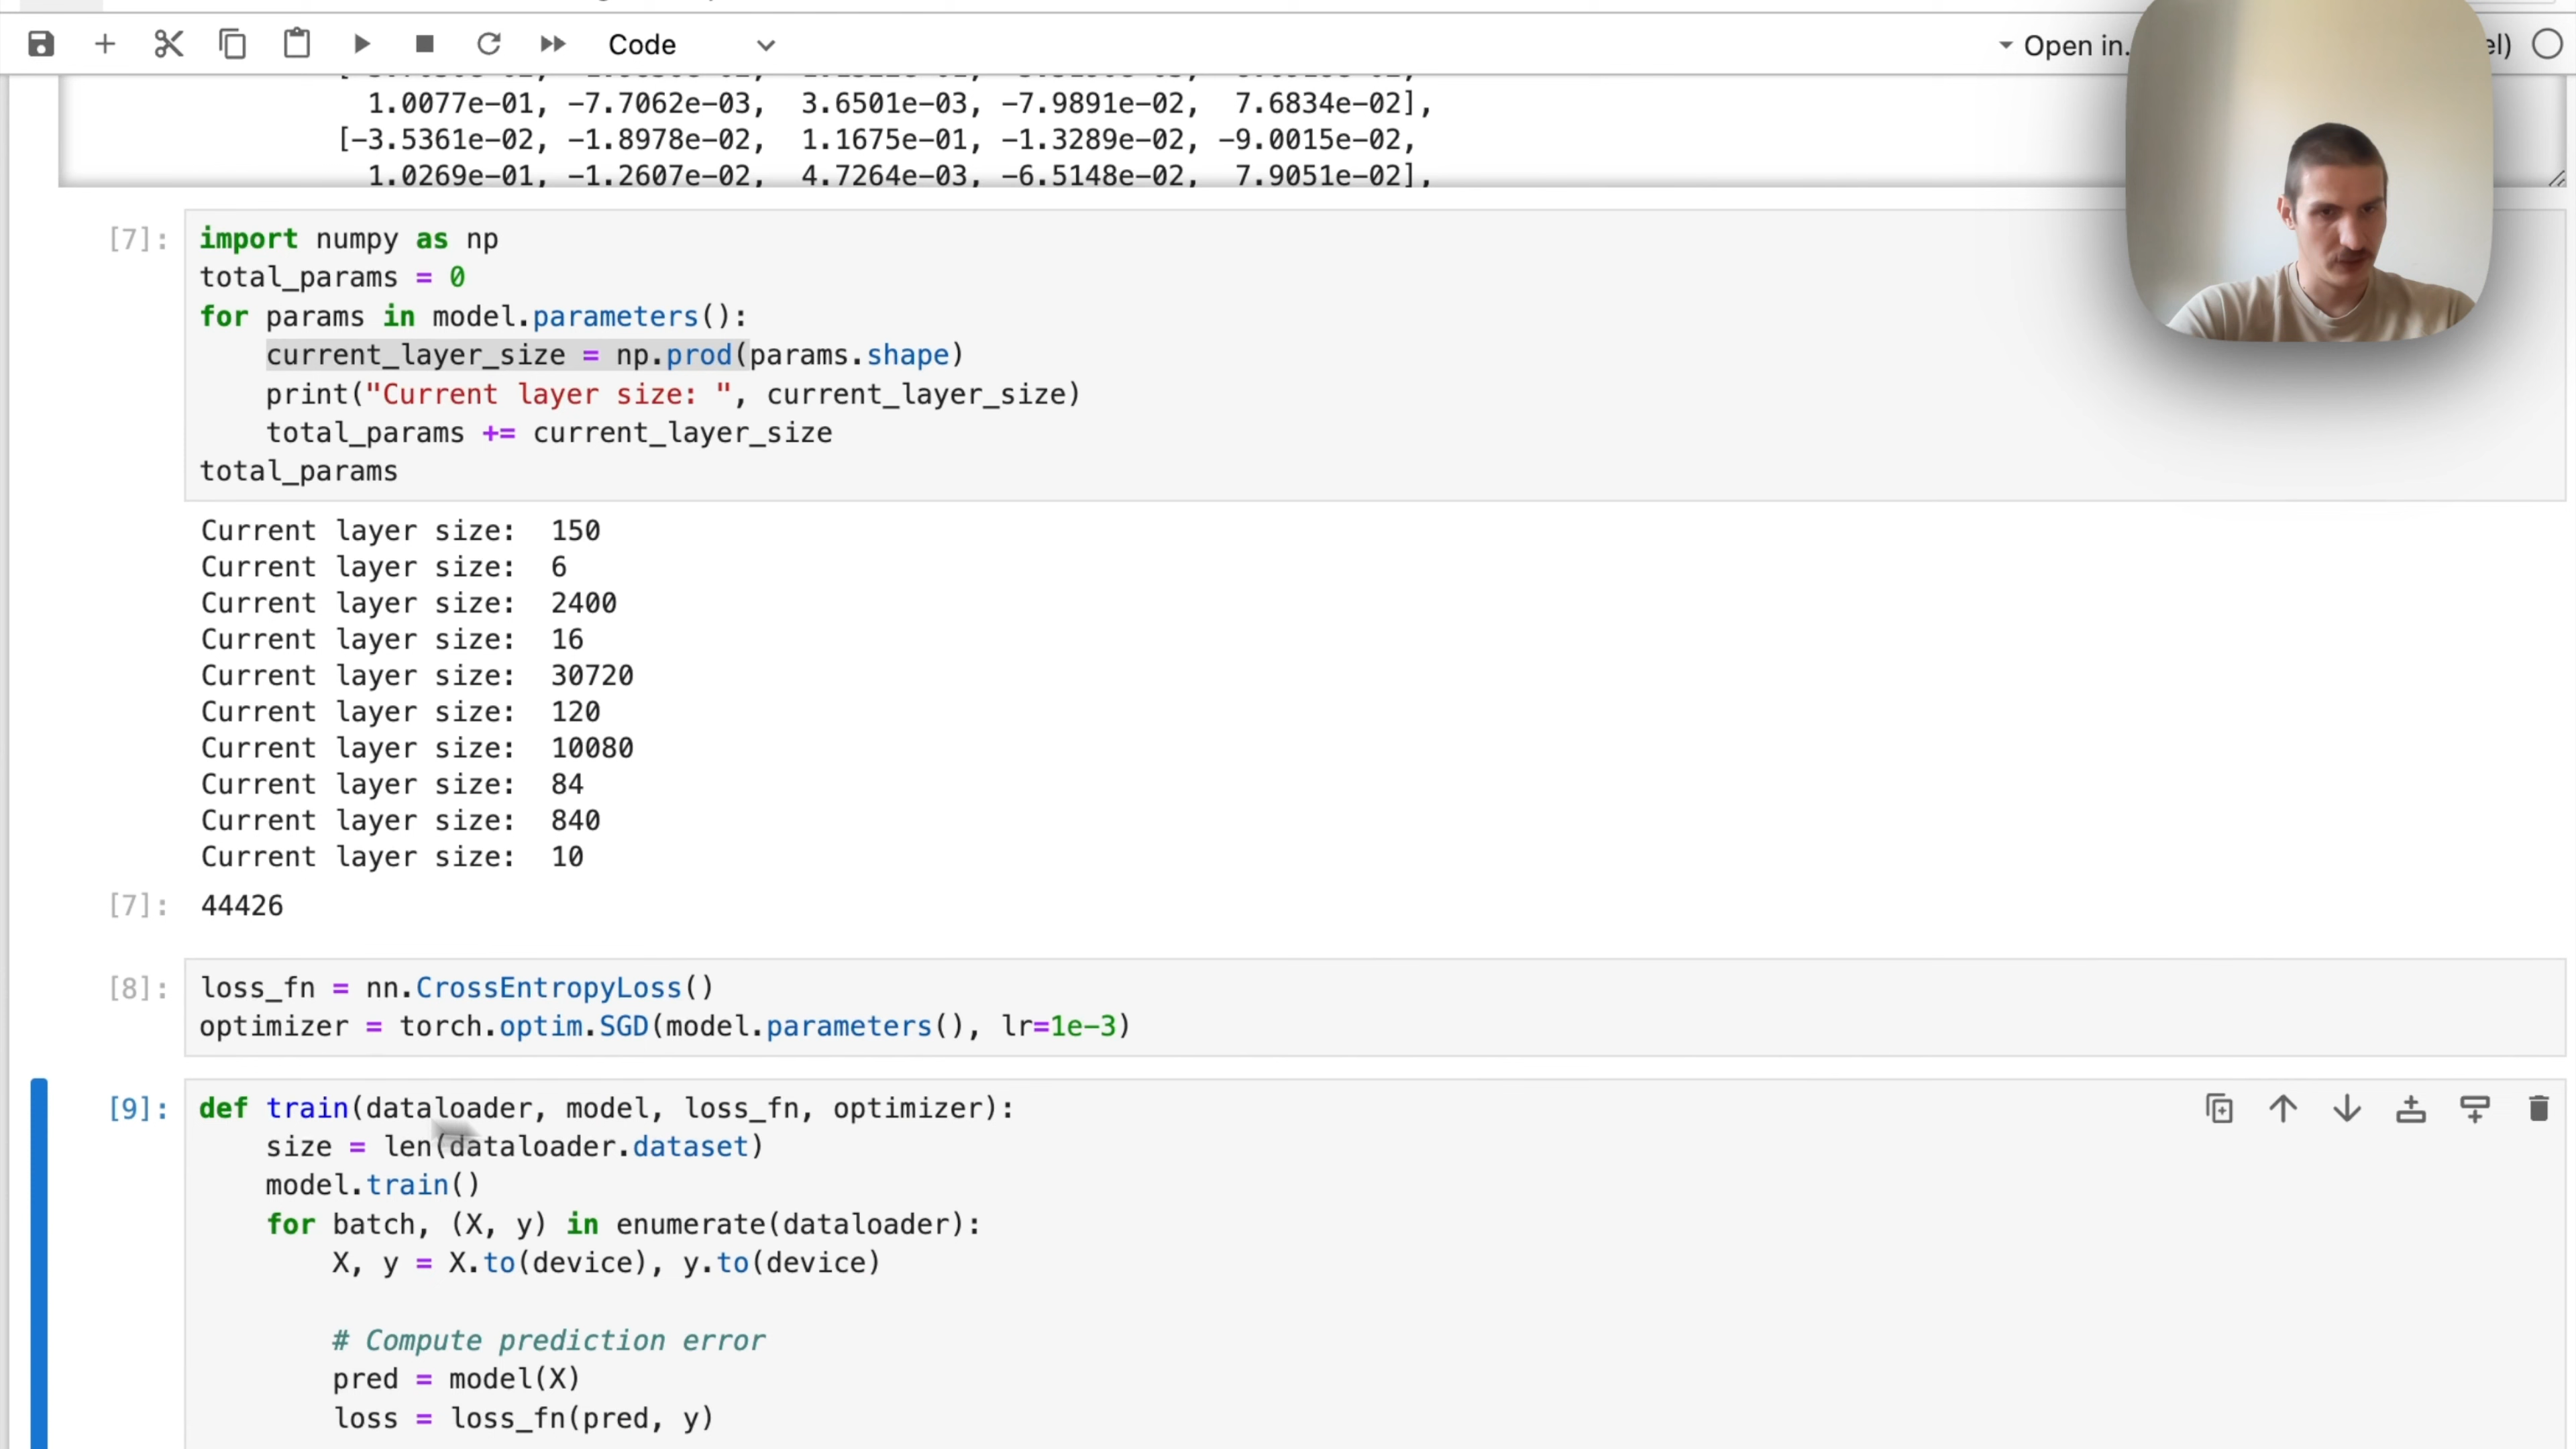 Code
Open in.
el)
1.0077e-01, -7.7062e-03, 3.6501e-03, -7.9891e-02, 7.6834e-02],
[-3.5361e-02, -1.8978e-02, 1.1675e-01, -1.3289e-02, -9.0015e-02,
1.0269e-01, -1.2607e-02, 4.7264e-03, -6.5148e-02, 7.9051e-02],
[7]:
import numpy as np
total_params = 0
for params in model.parameters():
    current_layer_size = np.prod(params.shape)
    print("Current layer size: ", current_layer_size)
    total_params += current_layer_size
total_params
Current layer size:  150
Current layer size:  6
Current layer size:  2400
Current layer size:  16
Current layer size:  30720
Current layer size:  120
Current layer size:  10080
Current layer size:  84
Current layer size:  840
Current layer size:  10
[7]: 44426
[8]:
loss_fn = nn.CrossEntropyLoss()
optimizer = torch.optim.SGD(model.parameters(), lr=1e-3)
[9]:
def train(dataloader, model, loss_fn, optimizer):
    size = len(dataloader.dataset)
    model.train()
    for batch, (X, y) in enumerate(dataloader):
        X, y = X.to(device), y.to(device)
        # Compute prediction error
        pred = model(X)
        loss = loss_fn(pred, y)